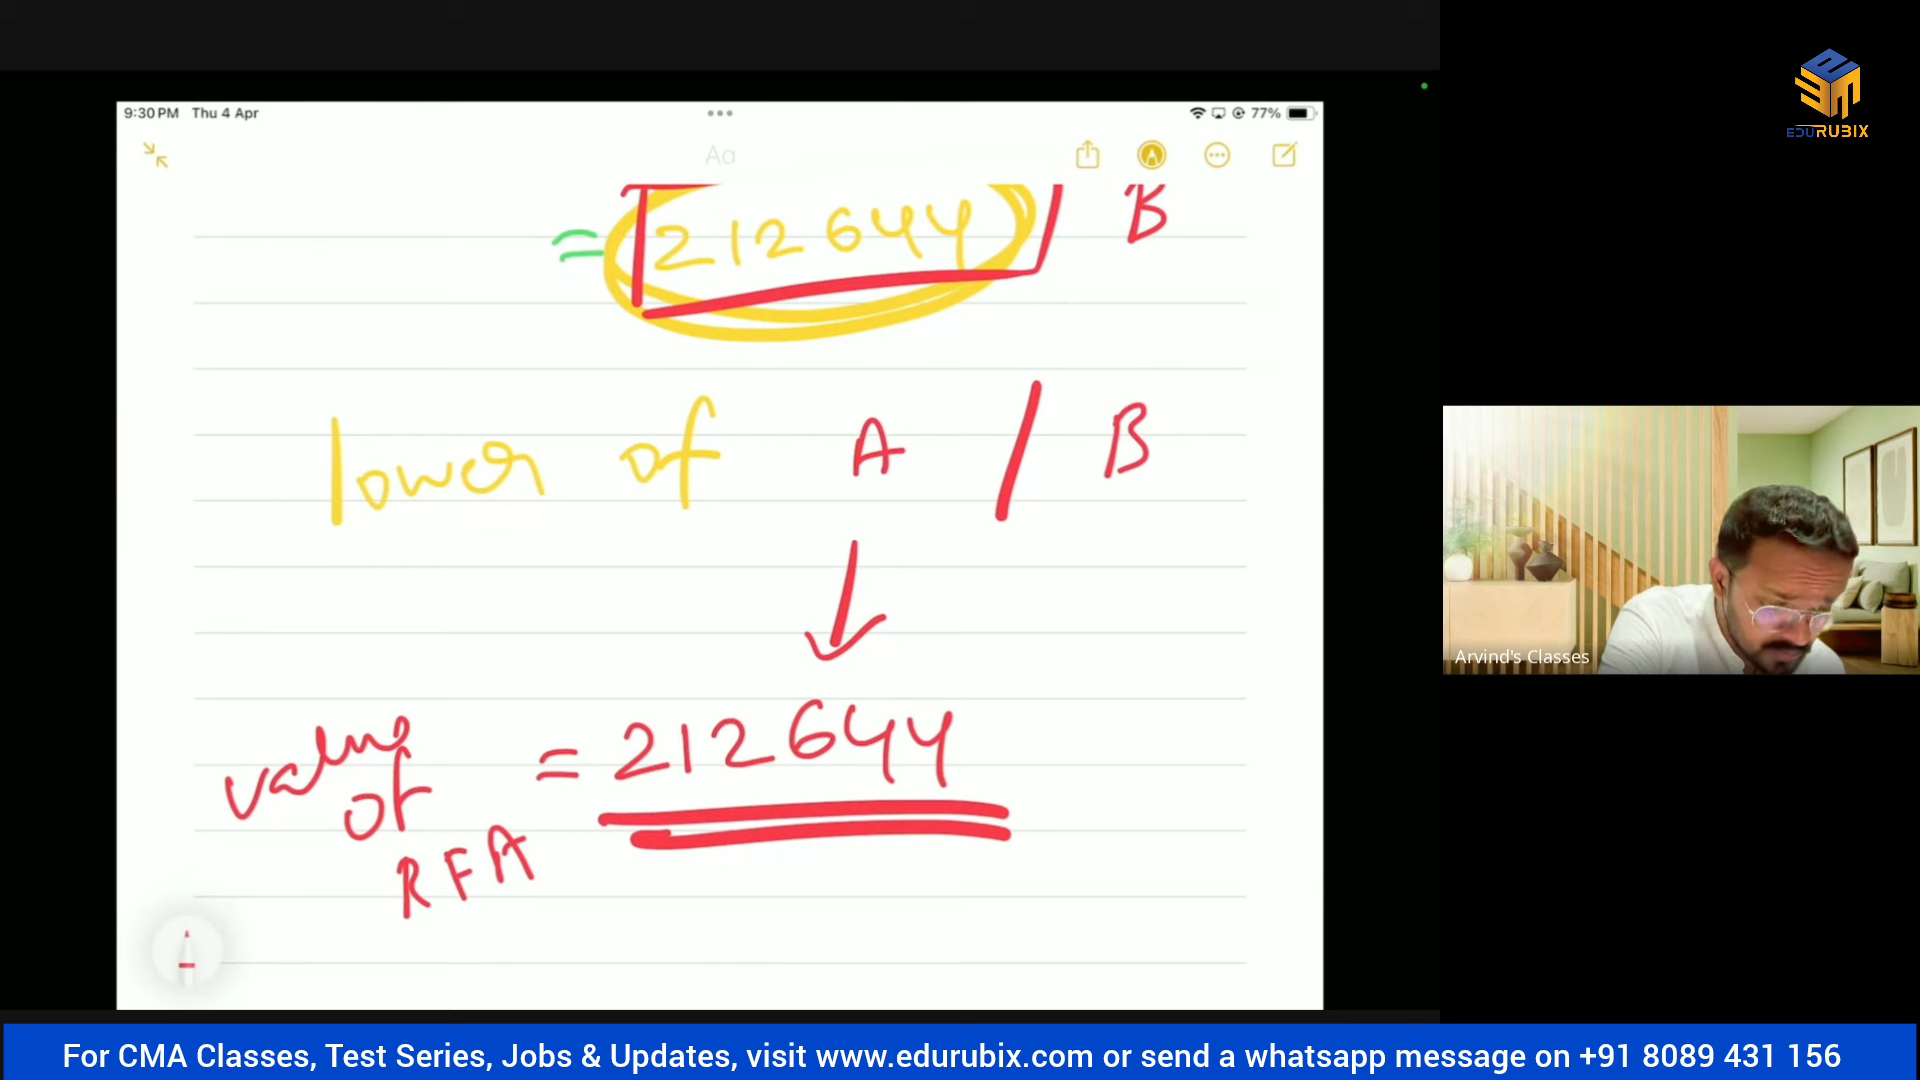 9:30 PM Thu 4 Apr
77%
Aa
= 212644 B
lower of A / B
value of RFA = 212644
EDURUBIX
Arvind's Classes
For CMA Classes, Test Series, Jobs & Updates, visit www.edurubix.com or send a whatsapp message on +91 8089 431 156